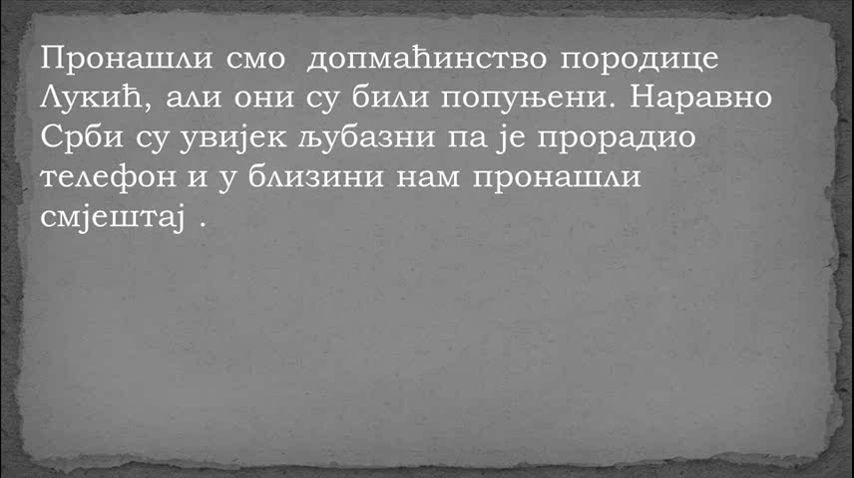 Пронашли смо  допмаћинство породице
Лукић, али они су били попуњени. Наравно
Срби су увијек љубазни па је прорадио
телефон и у близини нам пронашли
смјештај .